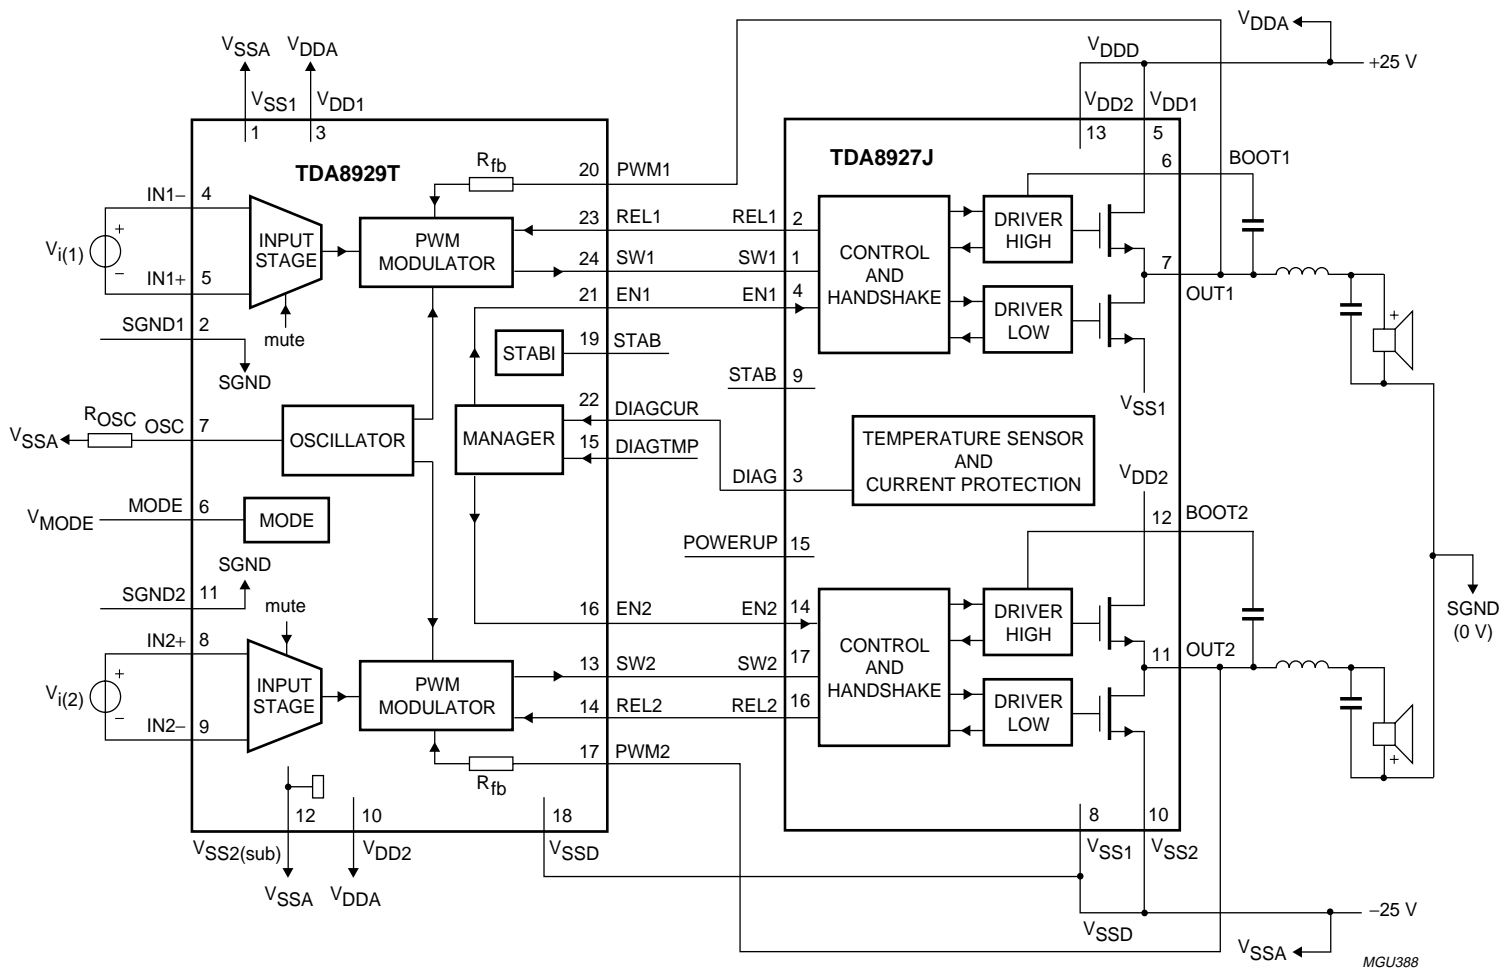 VDDA
+25 V
VDDD
VSSA
VDDA
VSS1
VDD1
1
3
VDD2
VDD1
13
5
6
BOOT1
TDA8929T
TDA8927J
Rfb
20
PWM1
IN1−
4
23
REL1
REL1
2
Vi(1)
+
−
INPUT
STAGE
PWM
MODULATOR
24
SW1
SW1
1
CONTROL
AND
HANDSHAKE
DRIVER
HIGH
7
OUT1
IN1+
5
21
EN1
EN1
4
DRIVER
LOW
+
SGND1
2
mute
SGND
STABI
19
STAB
STAB
9
VSS1
VSSA
ROSC
OSC
7
OSCILLATOR
MANAGER
22
DIAGCUR
15
DIAGTMP
DIAG
3
TEMPERATURE SENSOR
AND
CURRENT PROTECTION
VDD2
12
BOOT2
VMODE
MODE
6
MODE
POWERUP
15
SGND
SGND2
11
mute
16
EN2
EN2
14
DRIVER
HIGH
SGND
(0 V)
IN2+
8
13
SW2
SW2
17
CONTROL
AND
HANDSHAKE
11
OUT2
Vi(2)
+
−
INPUT
STAGE
PWM
MODULATOR
14
REL2
REL2
16
DRIVER
LOW
IN2−
9
17
PWM2
+
Rfb
12
10
18
8
10
VSS2(sub)
VDD2
VSSD
VSS1
VSS2
VSSA
VDDA
VSSD
−25 V
VSSA
MGU388